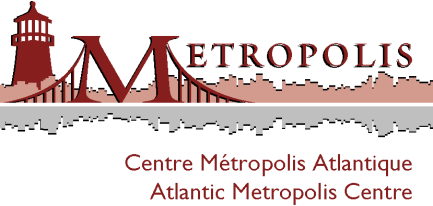 METROPOLIS
Centre Métropolis Atlantique
Atlantic Metropolis Centre